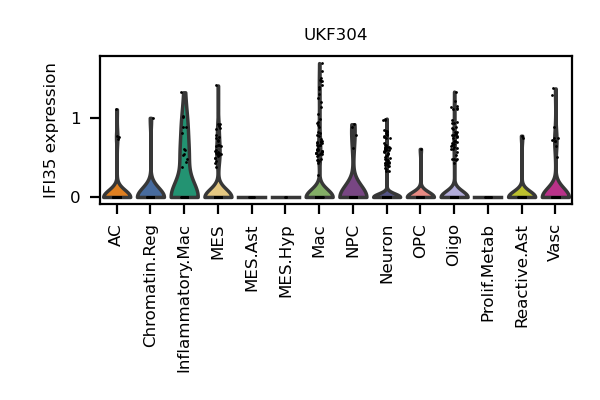 UKF304
IFI35 expression
1
0
AC
Chromatin.Reg
Inflammatory.Mac
MES
MES.Ast
MES.Hyp
Mac
NPC
Neuron
OPC
Oligo
Prolif.Metab
Reactive.Ast
Vasc